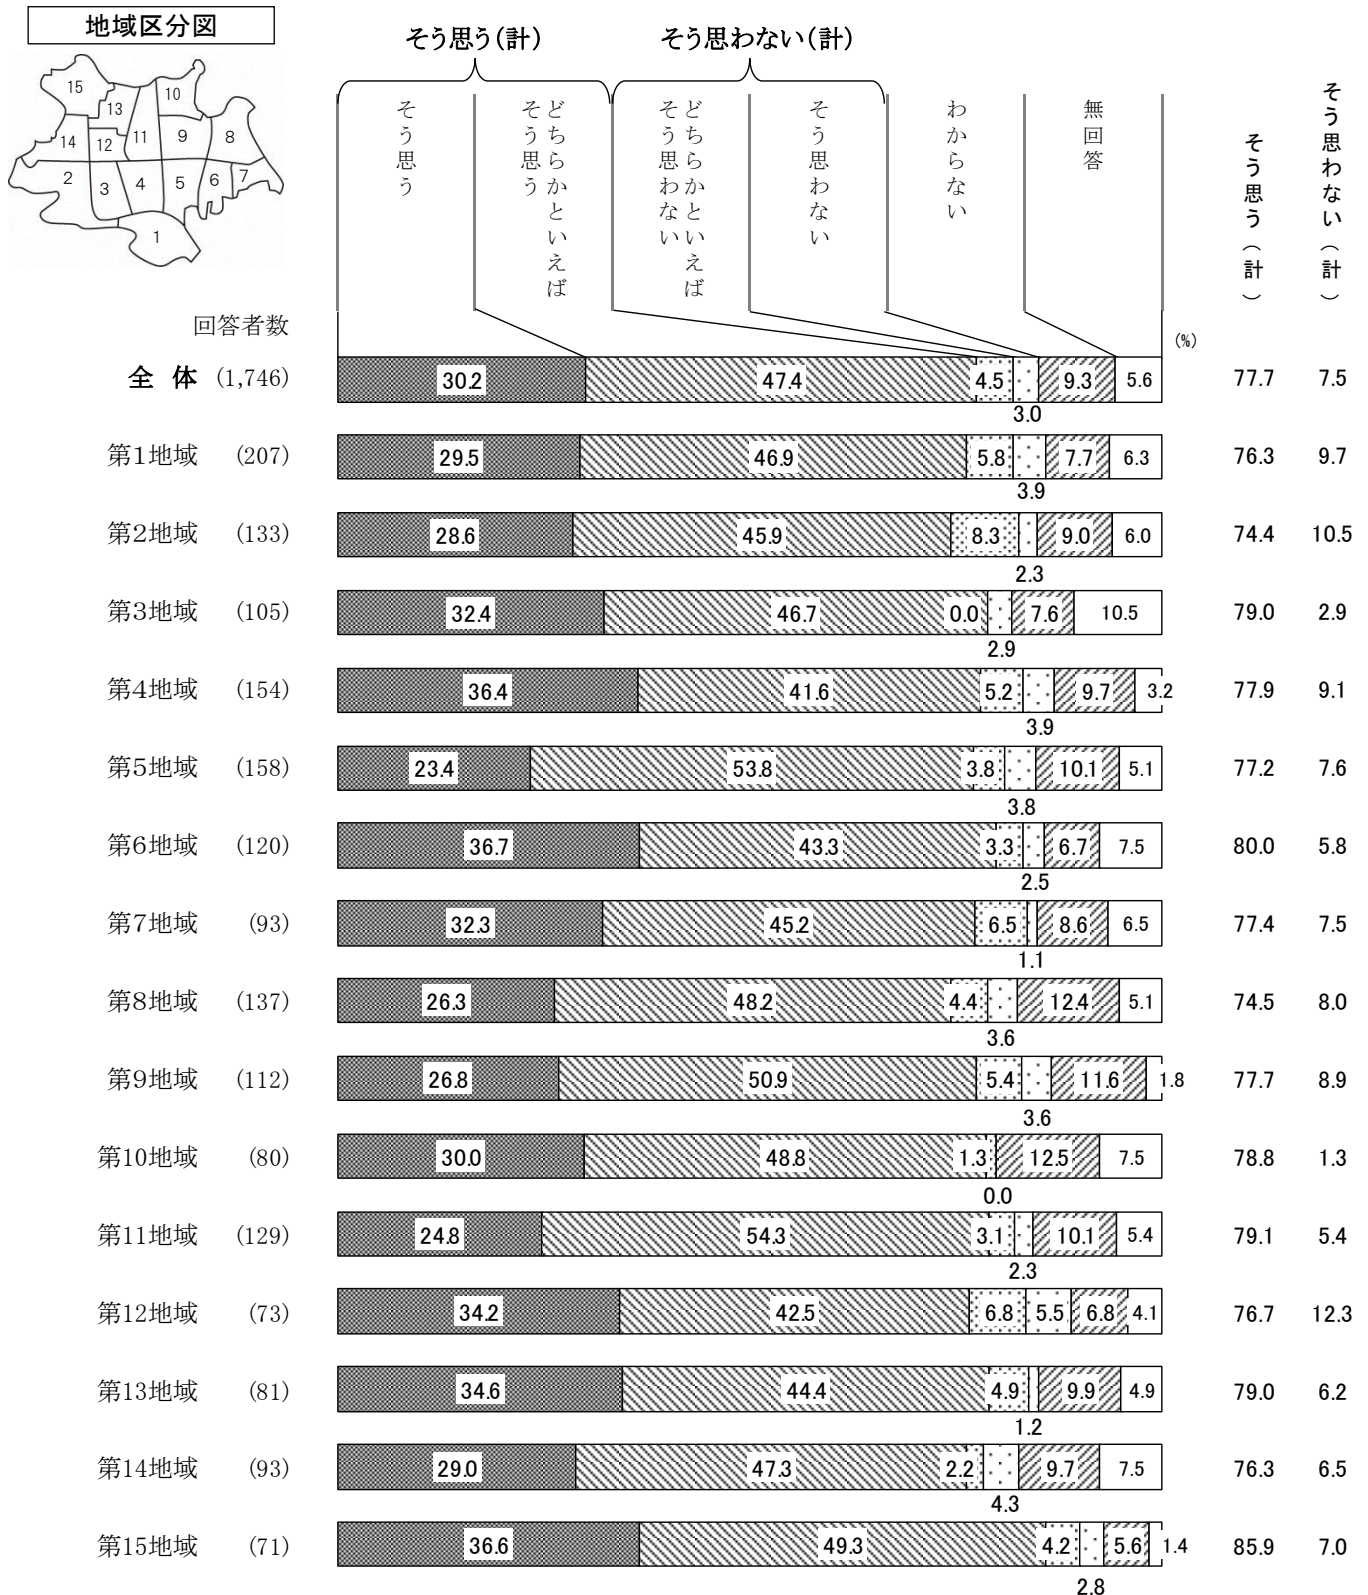 地域区分図
15
10
13
14
12
11
9
8
2
3
4
5
6
7
1
そう思う(計)
そう思わない(計)
そう思う
どちらかといえば
そう思う
どちらかといえば
そう思わない
そう思わない
わからない
無回答
そう思う(計)
そう思わない(計)
回答者数
(%)
全体 (1,746) 30.2 47.4 4.5 9.3 5.6 77.7 7.5
3.0
第1地域 (207) 29.5 46.9 5.8 7.7 6.3 76.3 9.7
3.9
第2地域 (133) 28.6 45.9 8.3 9.0 6.0 74.4 10.5
2.3
第3地域 (105) 32.4 46.7 0.0 7.6 10.5 79.0 2.9
2.9
第4地域 (154) 36.4 41.6 5.2 9.7 3.2 77.9 9.1
3.9
第5地域 (158) 23.4 53.8 3.8 10.1 5.1 77.2 7.6
3.8
第6地域 (120) 36.7 43.3 3.3 6.7 7.5 80.0 5.8
2.5
第7地域 (93) 32.3 45.2 6.5 8.6 6.5 77.4 7.5
1.1
第8地域 (137) 26.3 48.2 4.4 12.4 5.1 74.5 8.0
3.6
第9地域 (112) 26.8 50.9 5.4 11.6 1.8 77.7 8.9
3.6
第10地域 (80) 30.0 48.8 1.3 12.5 7.5 78.8 1.3
0.0
第11地域 (129) 24.8 54.3 3.1 10.1 5.4 79.1 5.4
2.3
第12地域 (73) 34.2 42.5 6.8 5.5 6.8 4.1 76.7 12.3
第13地域 (81) 34.6 44.4 4.9 9.9 4.9 79.0 6.2
1.2
第14地域 (93) 29.0 47.3 2.2 9.7 7.5 76.3 6.5
4.3
第15地域 (71) 36.6 49.3 4.2 5.6 1.4 85.9 7.0
2.8